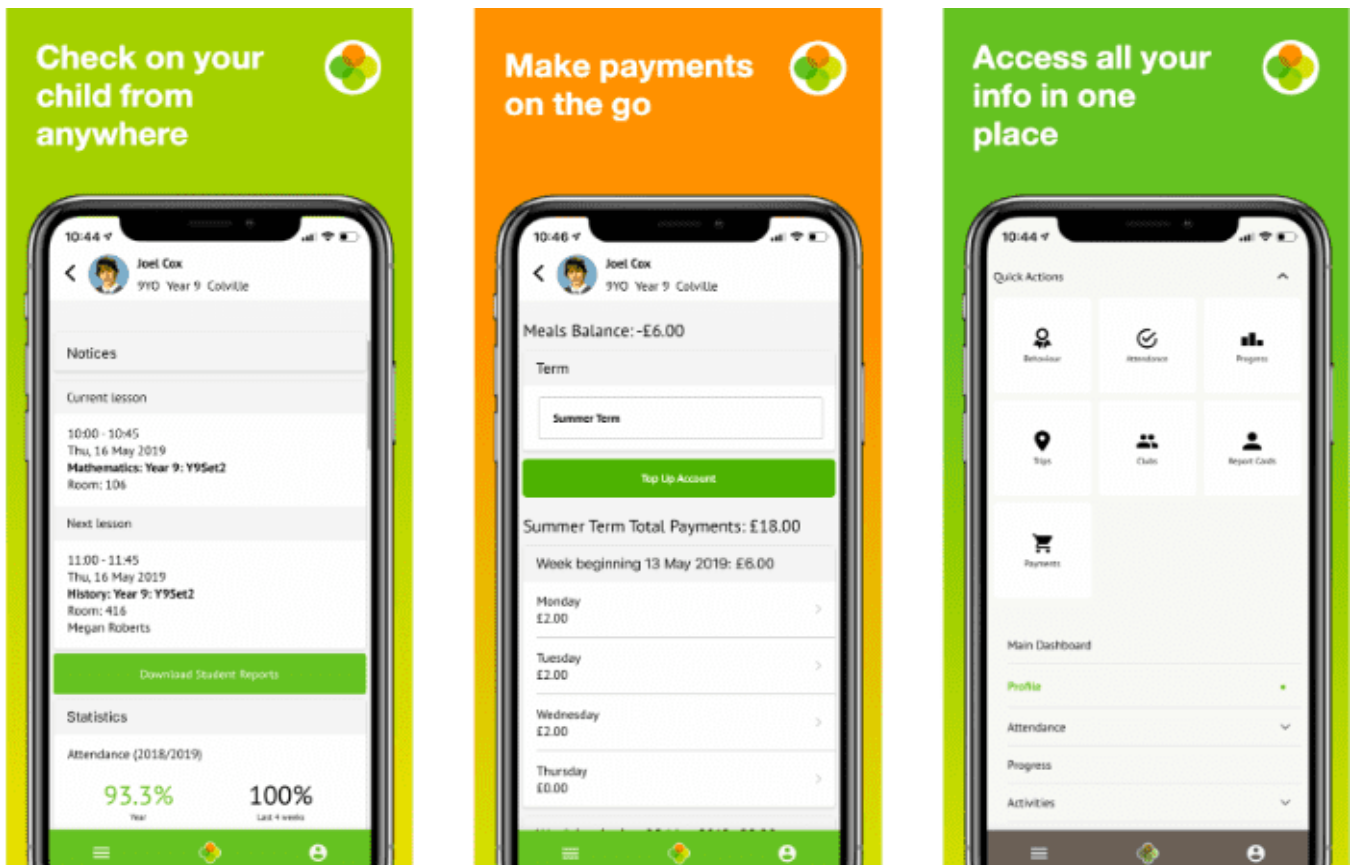 Check on your
child from
anywhere
10:44
Joel Cox
9YO Year 9 Colville
Notices
Current lesson
10:00 - 10:45
Thu, 16 May 2019
Mathematics: Year 9: Y9Set2
Room: 106
Next lesson
11:00 - 11:45
Thu, 16 May 2019
History: Year 9: Y9Set2
Room: 416
Megan Roberts
Download Student Reports
Statistics
Attendance (2018/2019)
93.3% 100%
Year Last 4 weeks
Make payments
on the go
10:46
Joel Cox
9YO Year 9 Colville
Meals Balance: -£6.00
Term
Summer Term
Top Up Account
Summer Term Total Payments: £18.00
Week beginning 13 May 2019: £6.00
Monday
£2.00
Tuesday
£2.00
Wednesday
£2.00
Thursday
£0.00
Access all your
info in one
place
10:44
Quick Actions
Behaviour Attendance Progress
Trips Clubs Report Cards
Payments
Main Dashboard
Profile
Attendance
Progress
Activities